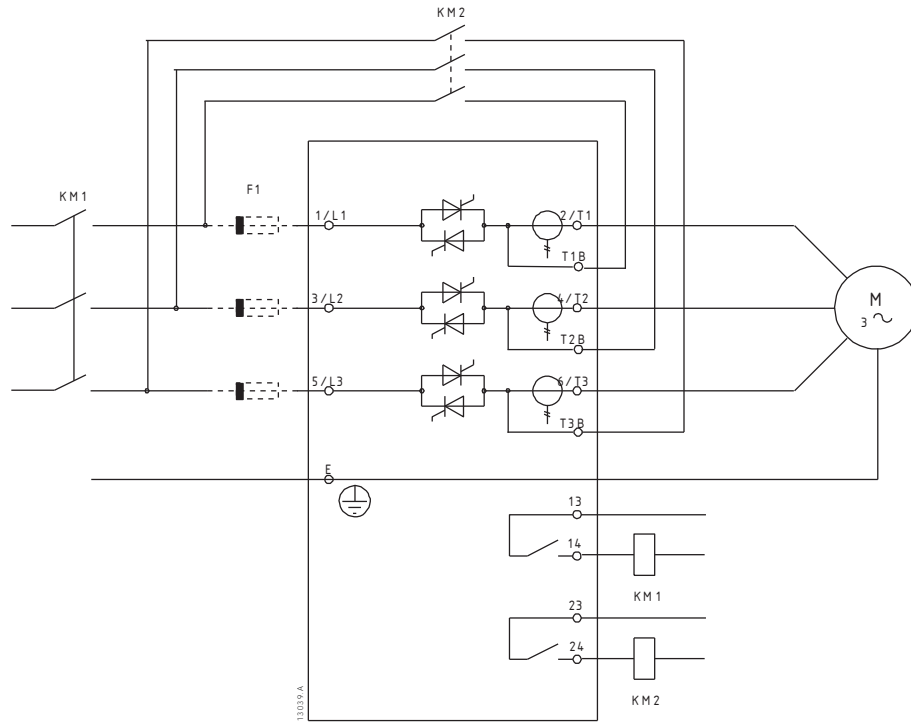 KM2
KM1
F1
1/L1
2/T1
T1B
3/L2
4/T2
T2B
5/L3
6/T3
T3B
M
3
E
13
14
KM1
23
24
KM2
13039.A